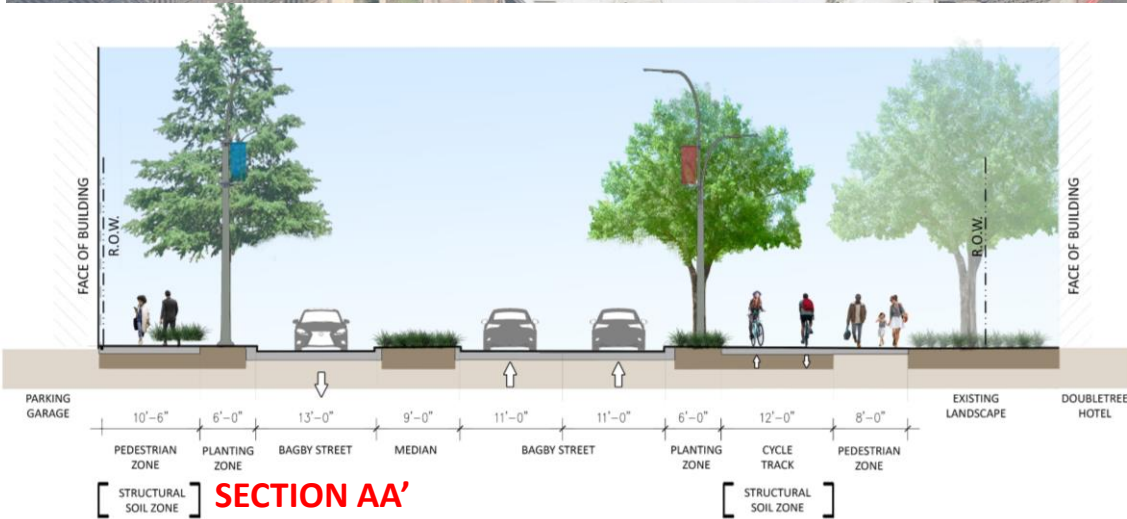 FACE OF BUILDING
R.O.W.
R.O.W.
FACE OF BUILDING
PARKING
GARAGE
EXISTING
LANDSCAPE
DOUBLETREE
HOTEL
10'-6"
6'-0"
13'-0"
9'-0"
11'-0"
11'-0"
6'-0"
12'-0"
8'-0"
PEDESTRIAN
ZONE
PLANTING
ZONE
BAGBY STREET
MEDIAN
BAGBY STREET
PLANTING
ZONE
CYCLE
TRACK
PEDESTRIAN
ZONE
STRUCTURAL
SOIL ZONE
SECTION AA'
STRUCTURAL
SOIL ZONE